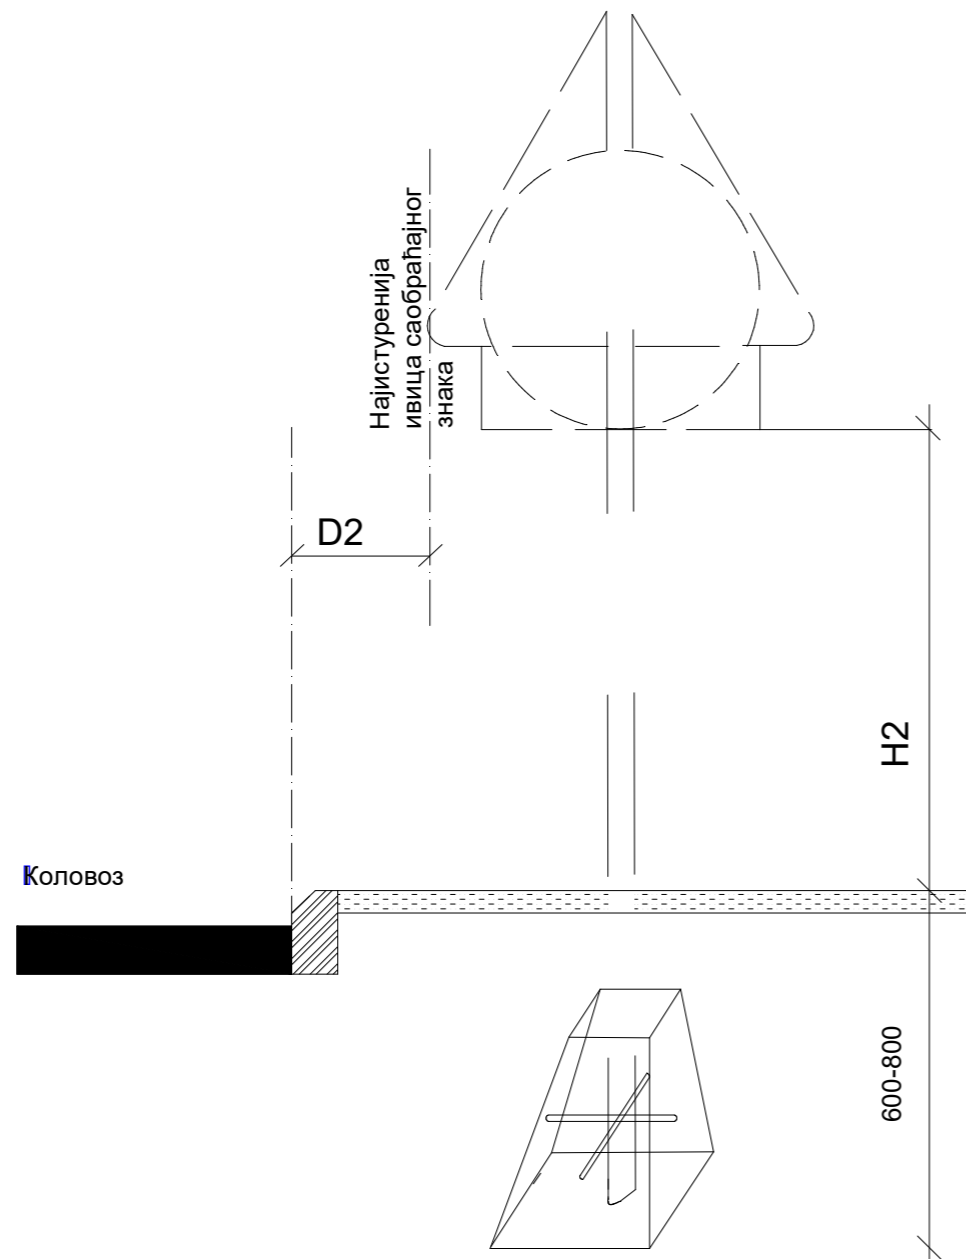 Најистуренија
ивица саобраћајног
знака
D2
H2
Коловоз
600-800